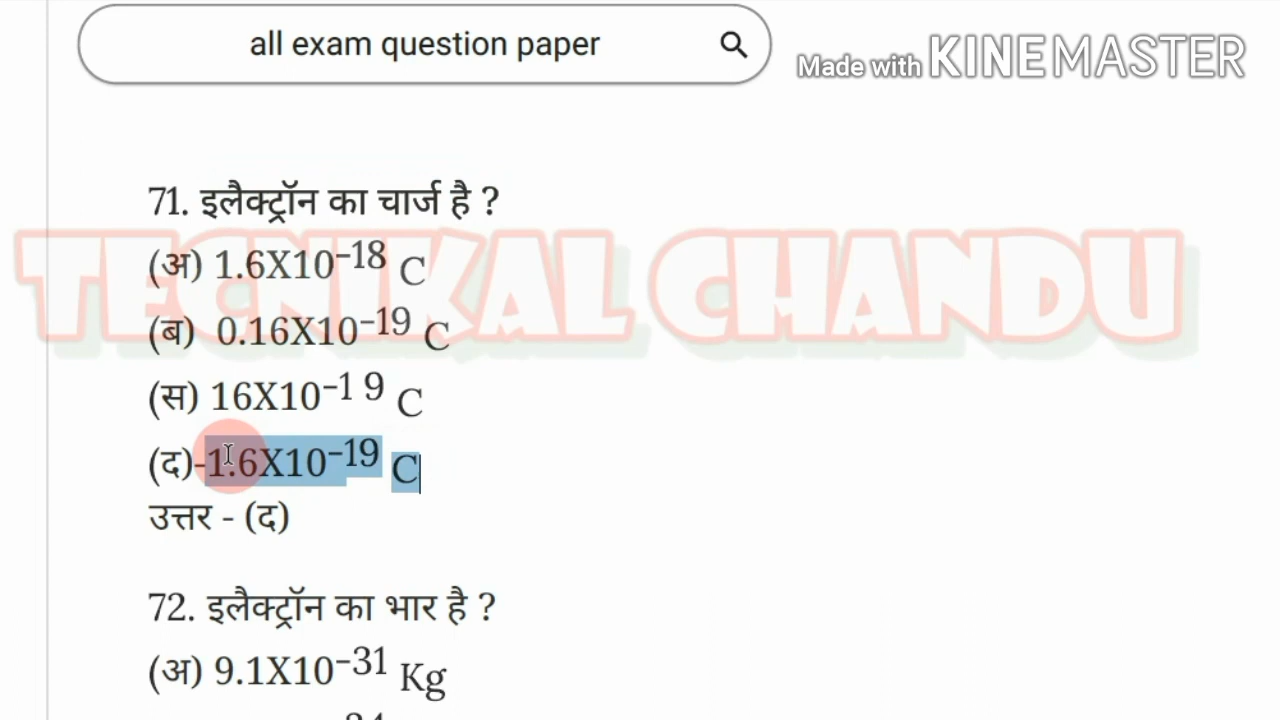 all exam question paper
Made with KINEMASTER
71. इलैक्ट्रॉन का चार्ज है ?
TECNIKAL CHANDU
(अ) 1.6X10⁻¹⁸ C
(ब) 0.16X10⁻¹⁹ C
(स) 16X10⁻¹ ⁹ C
(द)-1.6X10⁻¹⁹ C
उत्तर - (द)
72. इलैक्ट्रॉन का भार है ?
(अ) 9.1X10⁻³¹ Kg